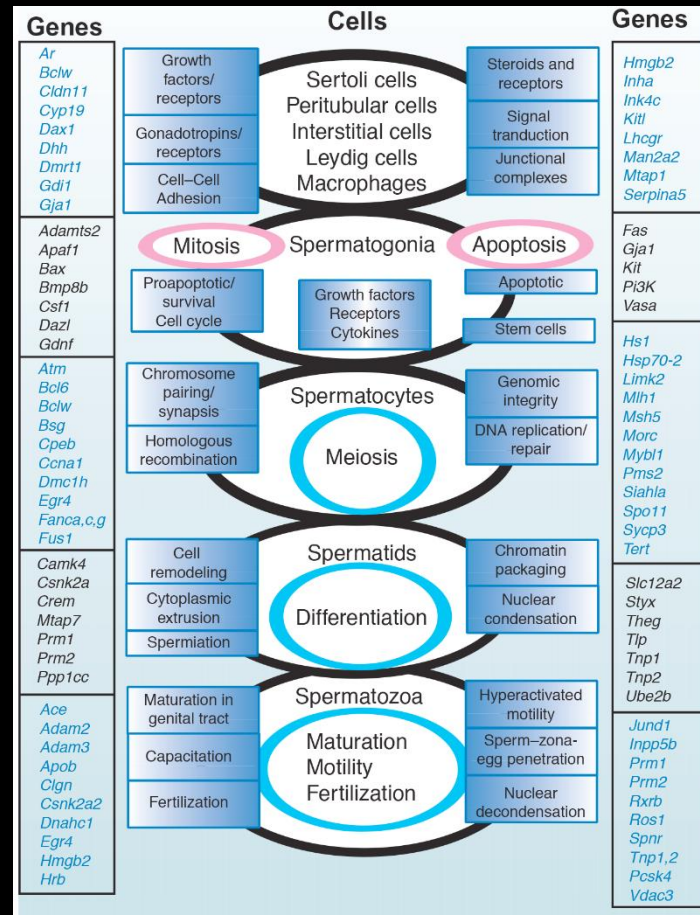 Genes
Cells
Genes
Ar
Bclw
Cldn11
Cyp19
Dax1
Dhh
Dmrt1
Gdi1
Gja1
Growth
factors/
receptors
Gonadotropins/
receptors
Cell–Cell
Adhesion
Sertoli cells
Peritubular cells
Interstitial cells
Leydig cells
Macrophages
Steroids and
receptors
Signal
tranduction
Junctional
complexes
Hmgb2
Inha
Ink4c
Kitl
Lhcgr
Man2a2
Mtap1
Serpina5
Adamts2
Apaf1
Bax
Bmp8b
Csf1
Dazl
Gdnf
Mitosis
Spermatogonia
Apoptosis
Proapoptotic/
survival
Cell cycle
Growth factors
Receptors
Cytokines
Apoptotic
Stem cells
Fas
Gja1
Kit
Pi3K
Vasa
Atm
Bcl6
Bclw
Bsg
Cpeb
Ccna1
Dmc1h
Egr4
Fanca,c,g
Fus1
Chromosome
pairing/
synapsis
Homologous
recombination
Spermatocytes
Meiosis
Genomic
integrity
DNA replication/
repair
Hs1
Hsp70-2
Limk2
Mlh1
Msh5
Morc
Mybl1
Pms2
Siahla
Spo11
Sycp3
Tert
Camk4
Csnk2a
Crem
Mtap7
Prm1
Prm2
Ppp1cc
Cell
remodeling
Cytoplasmic
extrusion
Spermiation
Spermatids
Differentiation
Chromatin
packaging
Nuclear
condensation
Slc12a2
Styx
Theg
Tlp
Tnp1
Tnp2
Ube2b
Ace
Adam2
Adam3
Apob
Clgn
Csnk2a2
Dnahc1
Egr4
Hmgb2
Hrb
Maturation in
genital tract
Capacitation
Fertilization
Spermatozoa
Maturation
Motility
Fertilization
Hyperactivated
motility
Sperm–zona-
egg penetration
Nuclear
decondensation
Jund1
Inpp5b
Prm1
Prm2
Rxrb
Ros1
Spnr
Tnp1,2
Pcsk4
Vdac3